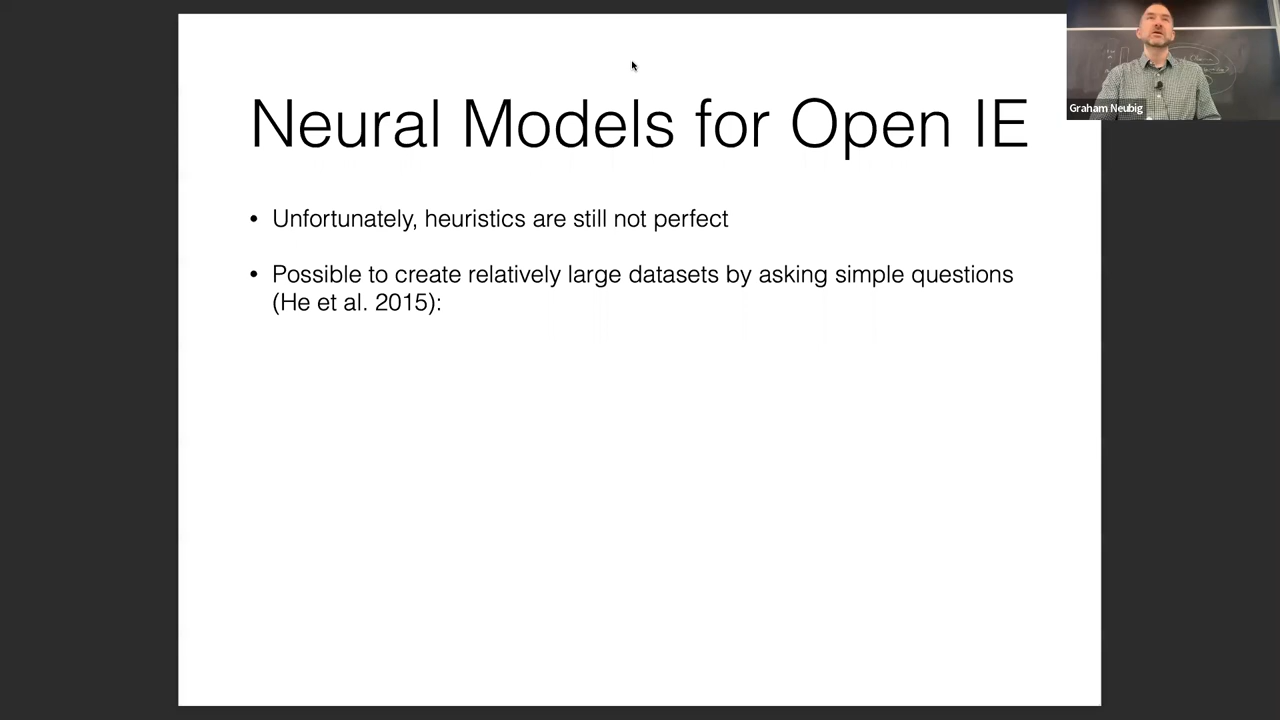 Neural Models for Open IE
Graham Neubig
• Unfortunately, heuristics are still not perfect
• Possible to create relatively large datasets by asking simple questions
(He et al. 2015):